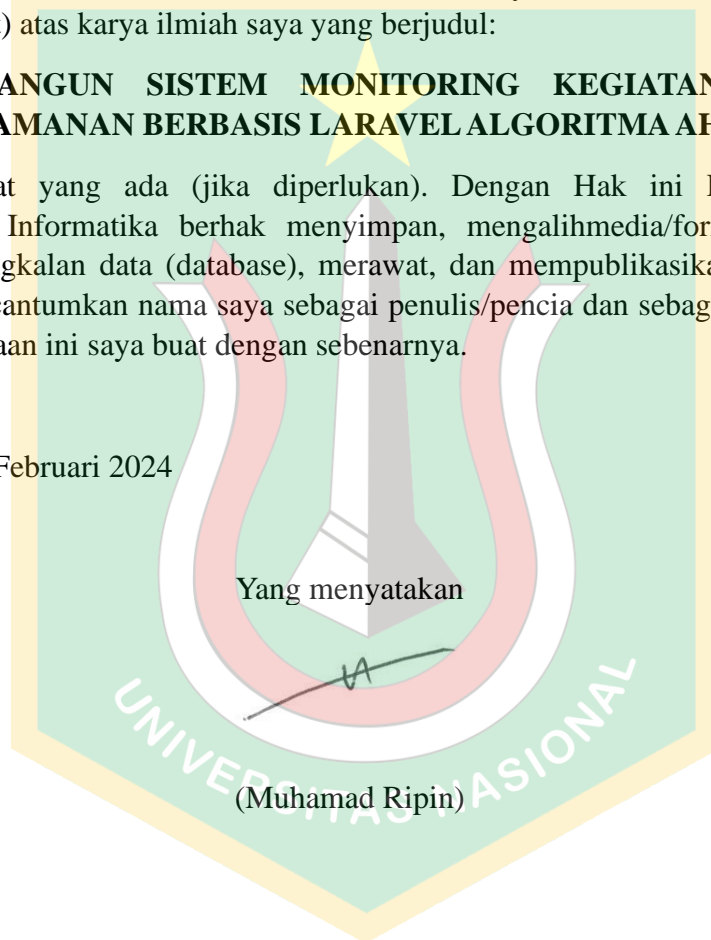 ) atas karya ilmiah saya yang berjudul:
ANGUN SISTEM MONITORING KEGIATAN
AMANAN BERBASIS LARAVEL ALGORITMA AH
at yang ada (jika diperlukan). Dengan Hak ini
Informatika berhak menyimpan, mengalihmedia/for
gkalan data (database), merawat, dan mempublikasika
cantumkan nama saya sebagai penulis/pencia dan sebag
aan ini saya buat dengan sebenarnya.
Februari 2024
Yang menyatakan
(Muhamad Ripin)
UNIVERSITAS NASIONAL